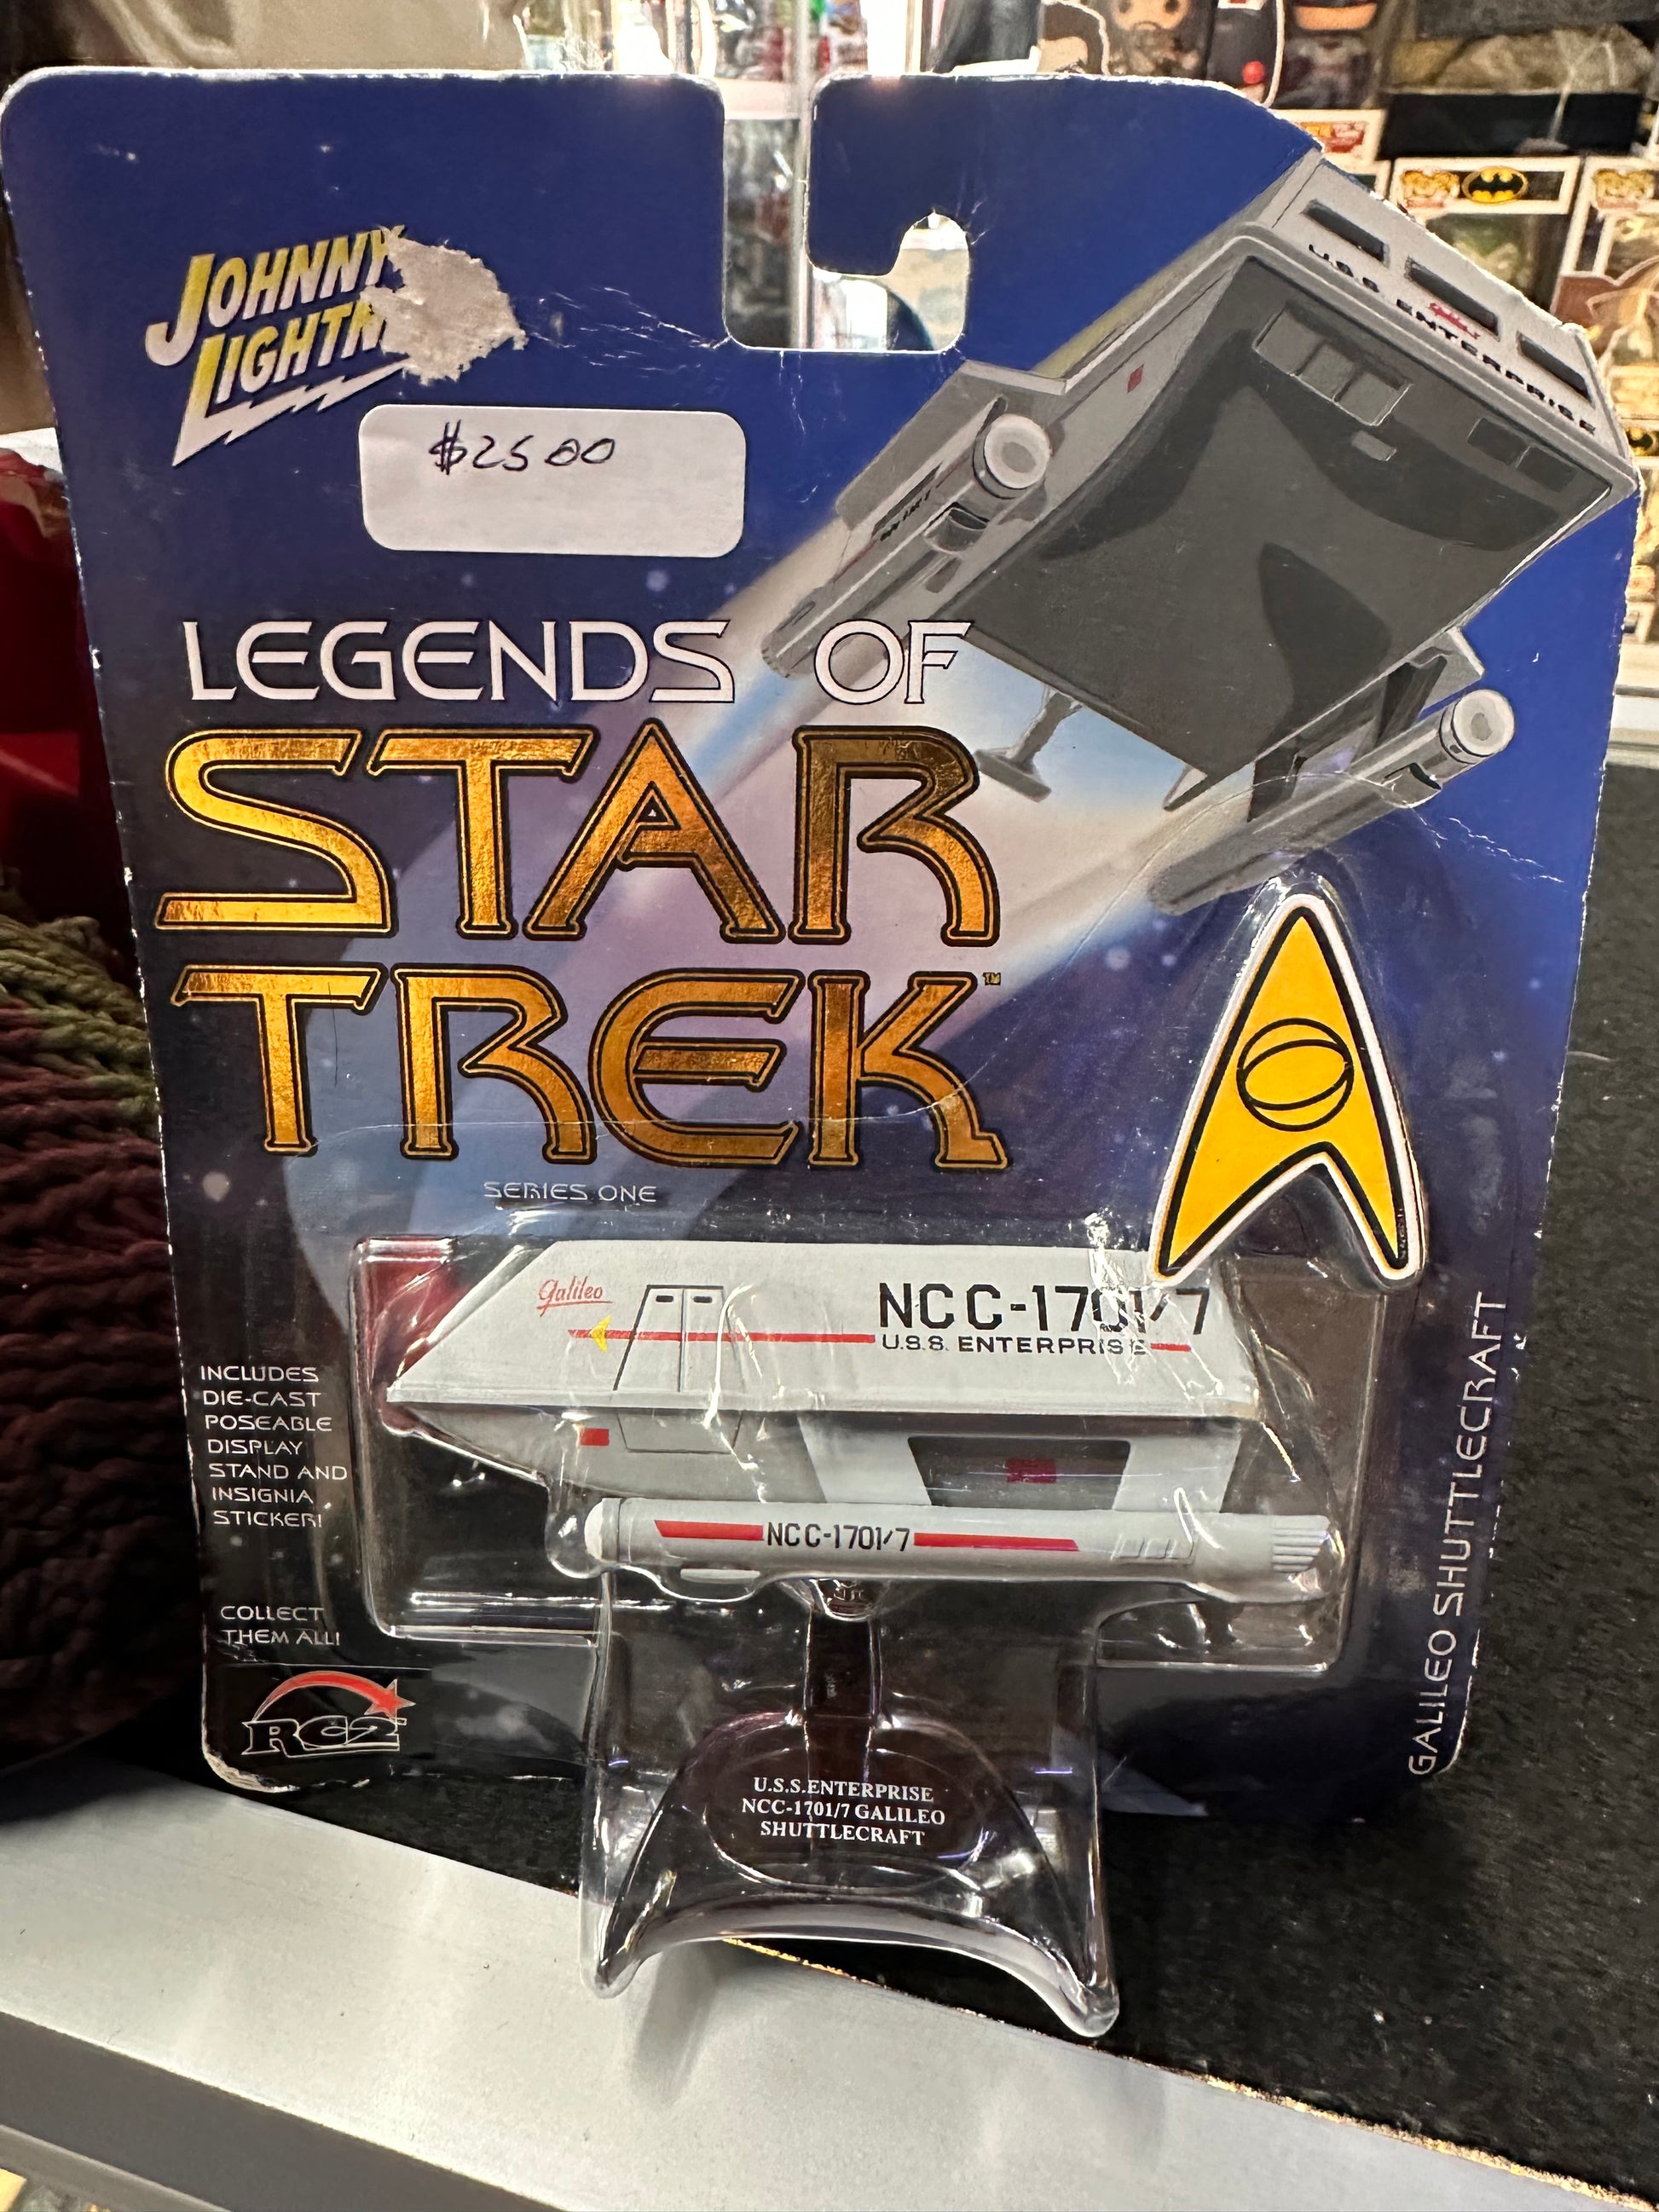 JOHNNY
LIGHTN
$25 00
U.S.S. ENTERPRISE
LEGENDS OF
STAR
TREK™
SERIES ONE
Galileo
NCC-1701/7
U.S.S. ENTERPRISE
INCLUDES
DIE-CAST
POSEABLE
DISPLAY
STAND AND
INSIGNIA
STICKER!
NCC-1701/7
COLLECT
THEM ALL!
RC2
GALILEO SHUTTLECRAFT
U.S.S.ENTERPRISE
NCC-1701/7 GALILEO
SHUTTLECRAFT